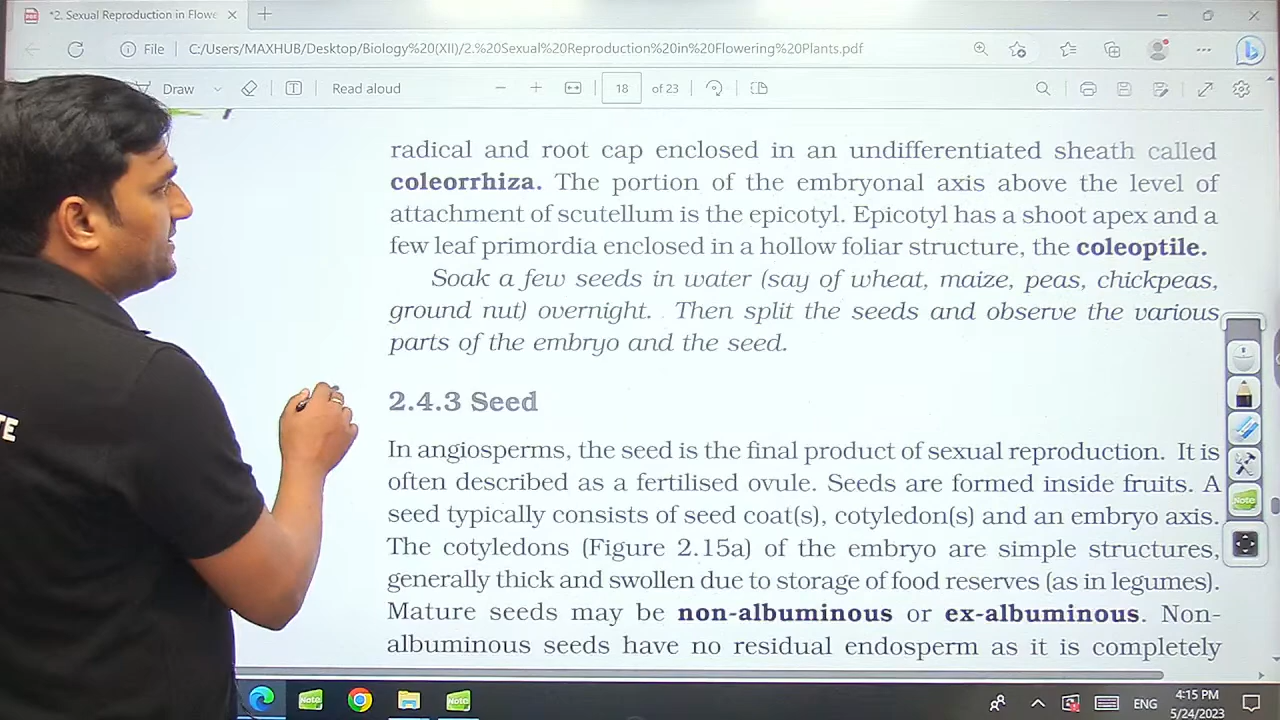 *2. Sexual Reproduction in Flowe
File
C:/Users/MAXHUB/Desktop/Biology%20(XII)/2.%20Sexual%20Reproduction%20in%20Flowering%20Plants.pdf
Draw
Read aloud
18
of 23
radical and root cap enclosed in an undifferentiated sheath called
coleorrhiza. The portion of the embryonal axis above the level of
attachment of scutellum is the epicotyl. Epicotyl has a shoot apex and a
few leaf primordia enclosed in a hollow foliar structure, the coleoptile.
Soak a few seeds in water (say of wheat, maize, peas, chickpeas,
ground nut) overnight. Then split the seeds and observe the various
parts of the embryo and the seed.
2.4.3 Seed
In angiosperms, the seed is the final product of sexual reproduction. It is
often described as a fertilised ovule. Seeds are formed inside fruits. A
seed typically consists of seed coat(s), cotyledon(s) and an embryo axis.
The cotyledons (Figure 2.15a) of the embryo are simple structures,
generally thick and swollen due to storage of food reserves (as in legumes).
Mature seeds may be non-albuminous or ex-albuminous. Non-
albuminous seeds have no residual endosperm as it is completely
TE
Note
Note
Note
ENG
4:15 PM
5/24/2023